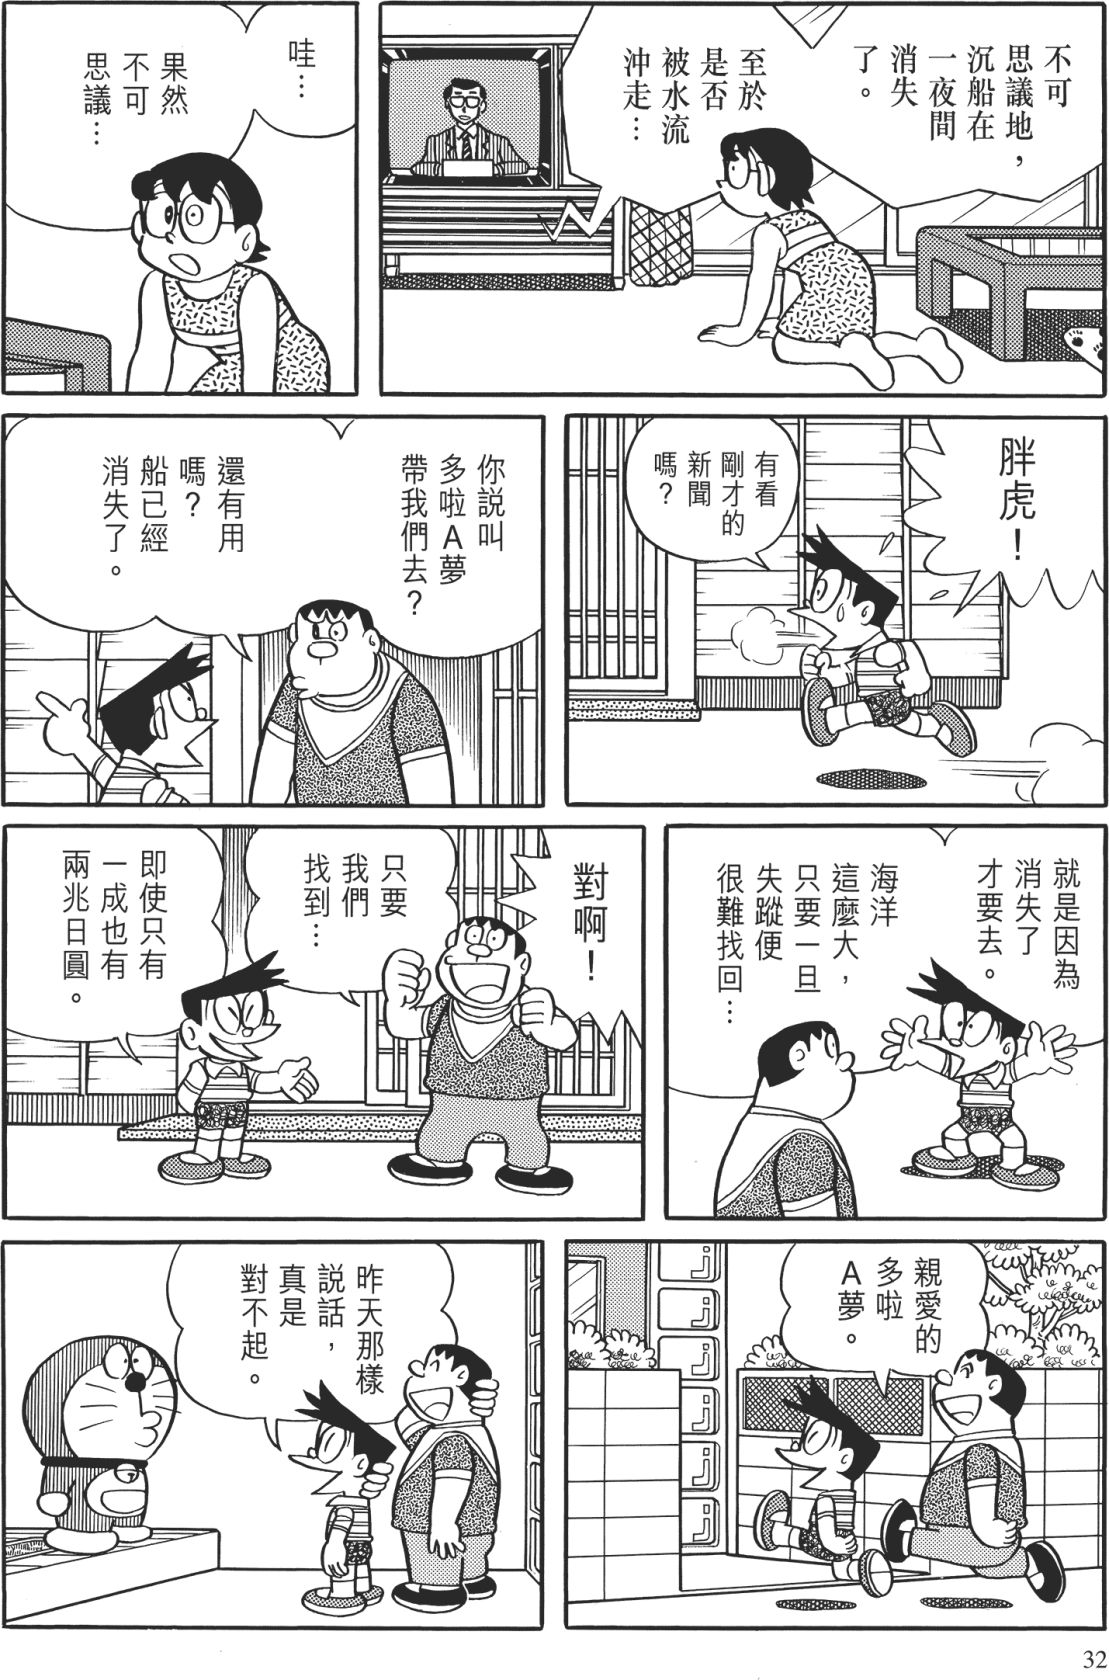 不可
思議地，
沉船在
一夜間
消失
了。
至於
是否
被水流
沖走…
哇…
果然
不可
思議…
胖虎！
有看
剛才的
新聞
嗎？
你說叫
多啦A夢
帶我們去？
還有用
嗎？
船已經
消失了。
就是因為
消失了
才要去。
海洋
這麼大，
只要一旦
失蹤便
很難找回…
對啊！
只要
我們
找到…
即使只有
一成也有
兩兆日圓。
親愛的
多啦
A夢。
昨天那樣
說話，
真是
對不起。
32